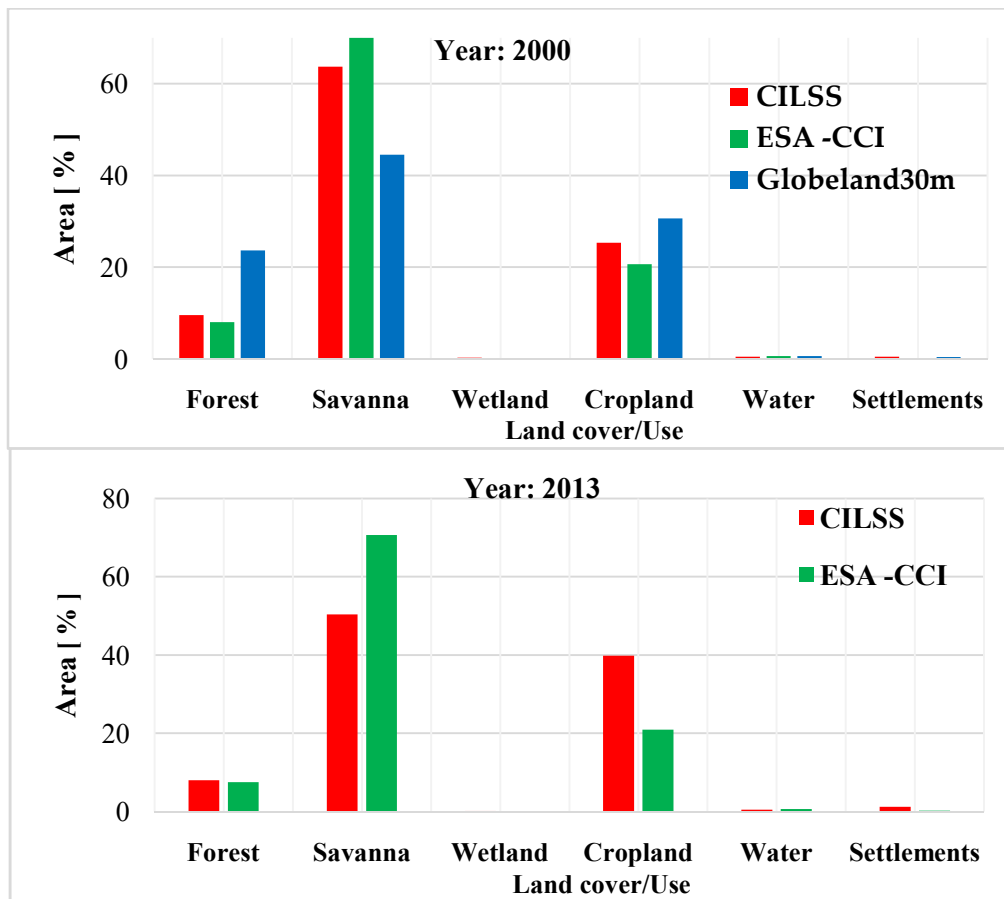 Year: 2000
60
40
20
0
Area [ % ]
CILSS
ESA -CCI
Globeland30m
Forest Savanna Wetland Cropland Water Settlements
Land cover/Use
Year: 2013
80
60
40
20
0
Area [ % ]
CILSS
ESA -CCI
Forest Savanna Wetland Cropland Water Settlements
Land cover/Use